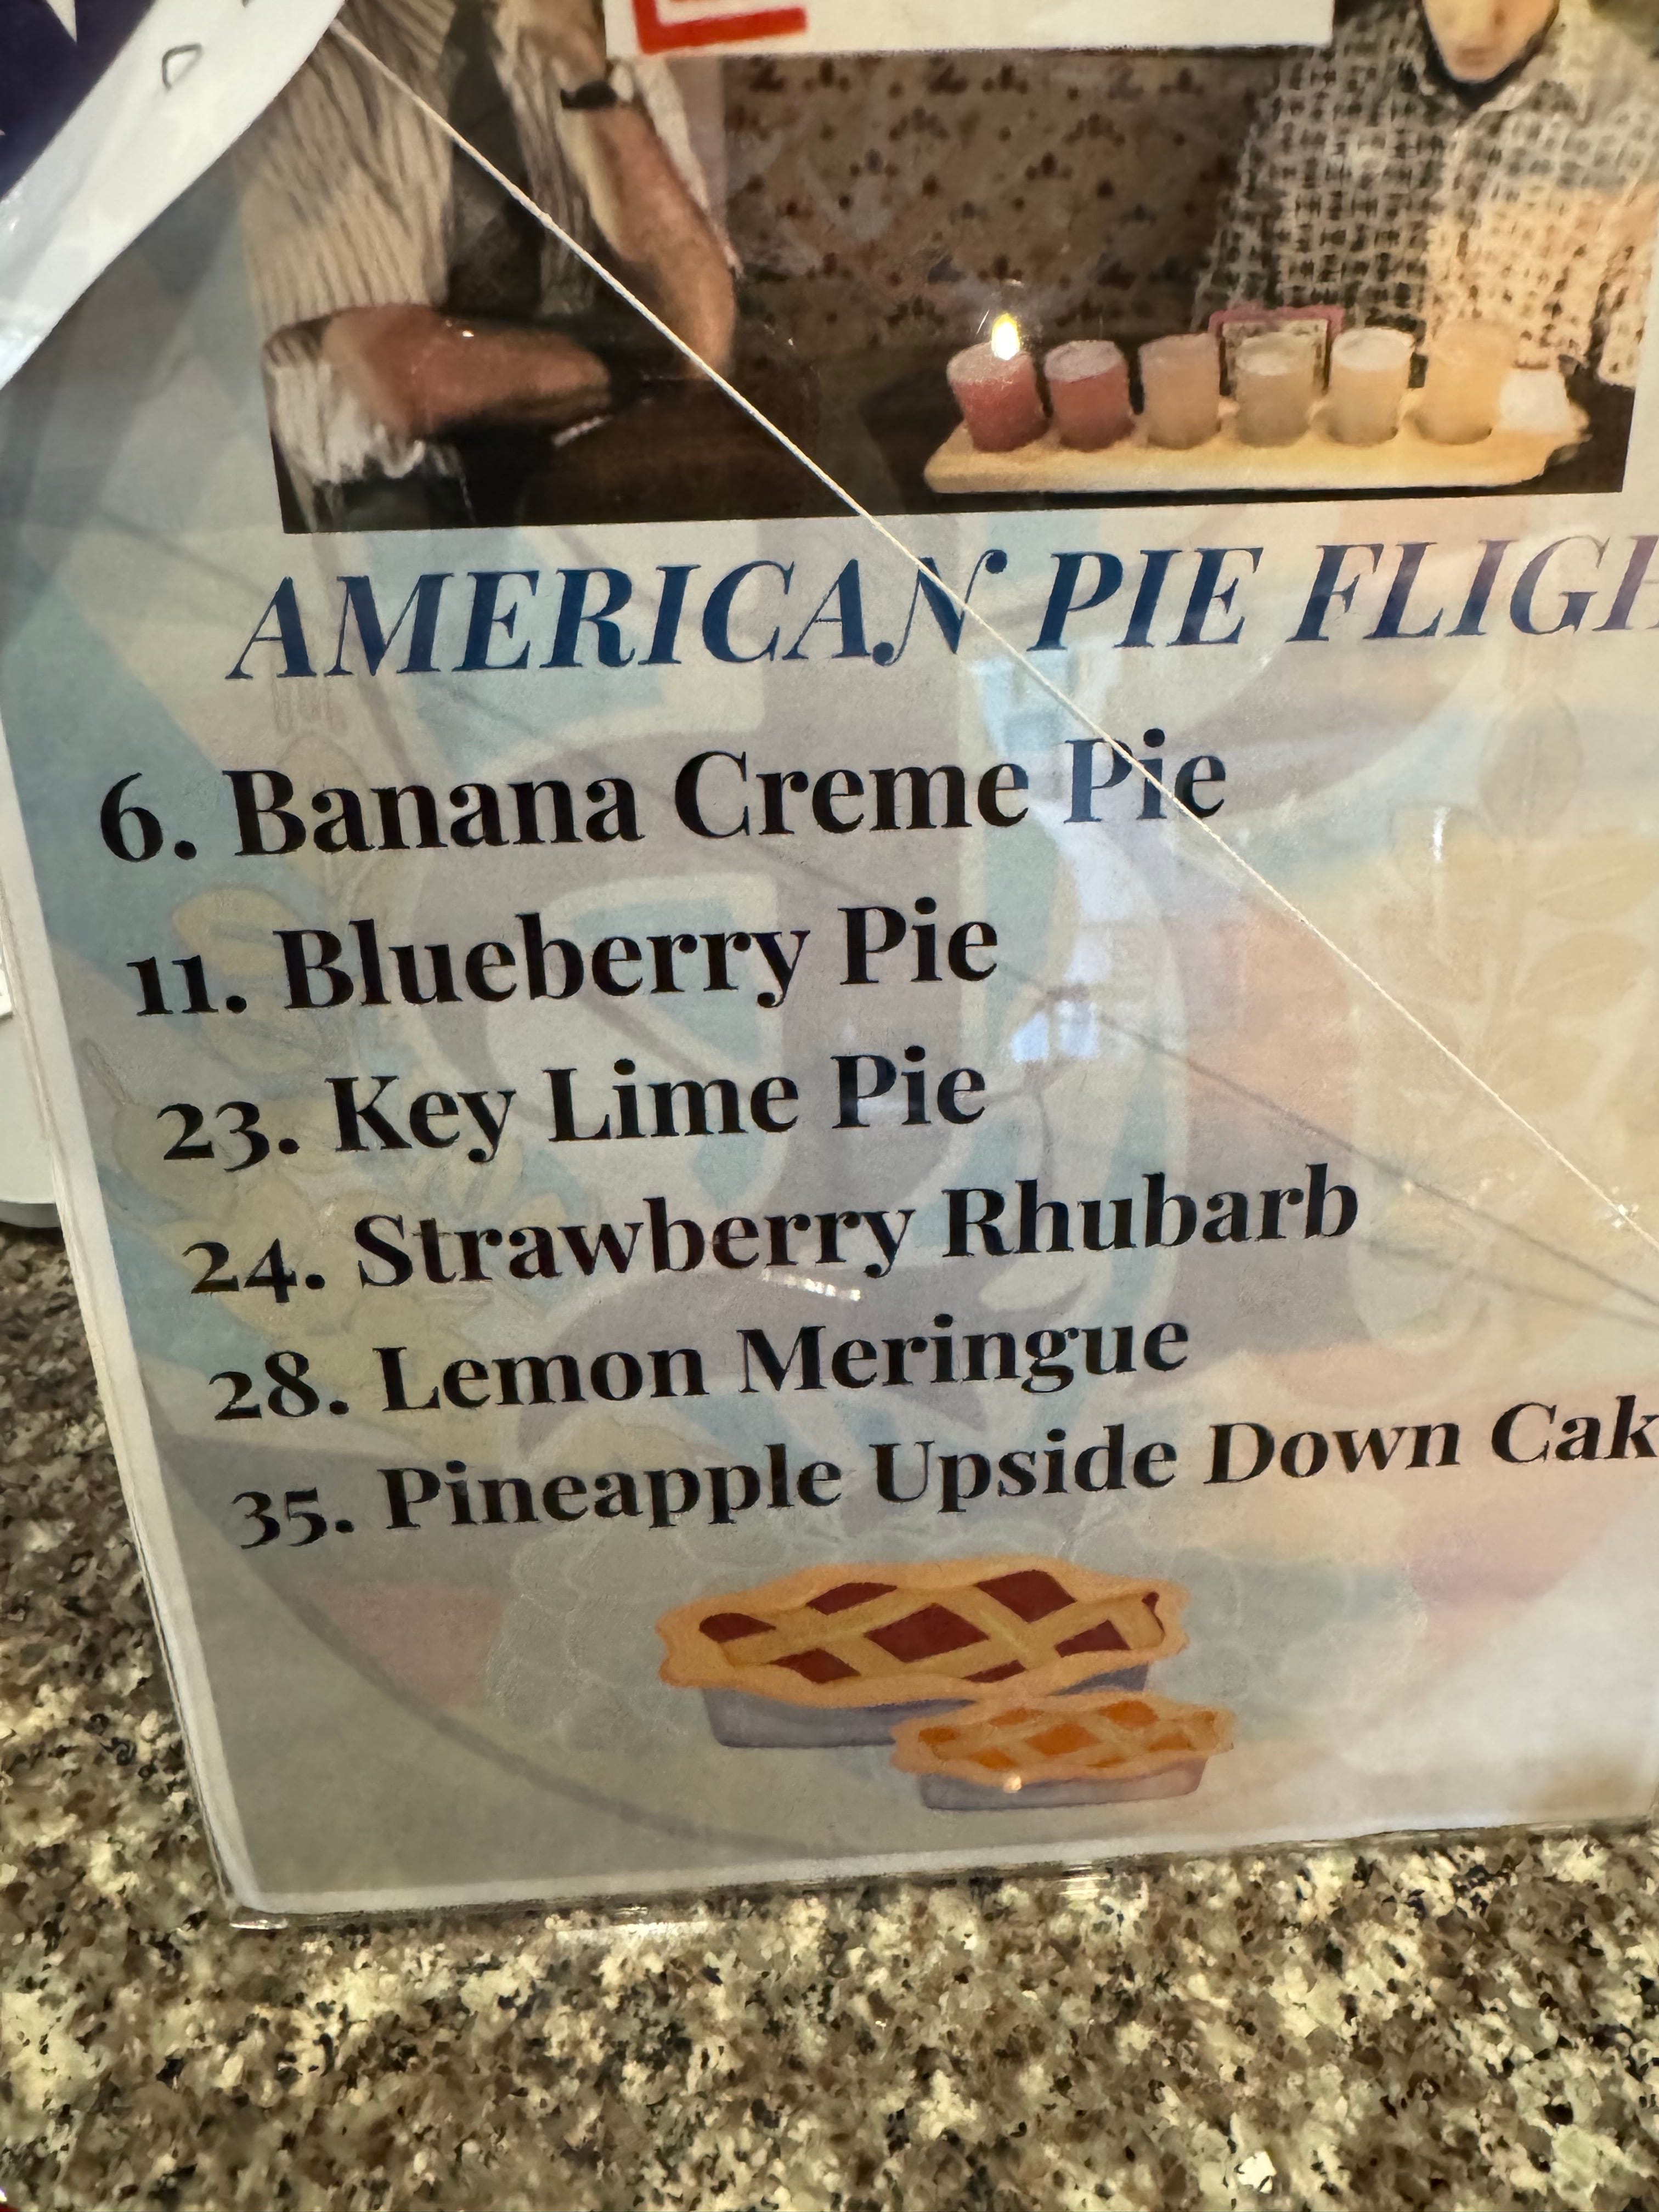 AMERICAN PIE FLIGH
6. Banana Creme Pie
11. Blueberry Pie
23. Key Lime Pie
24. Strawberry Rhubarb
28. Lemon Meringue
35. Pineapple Upside Down Cak